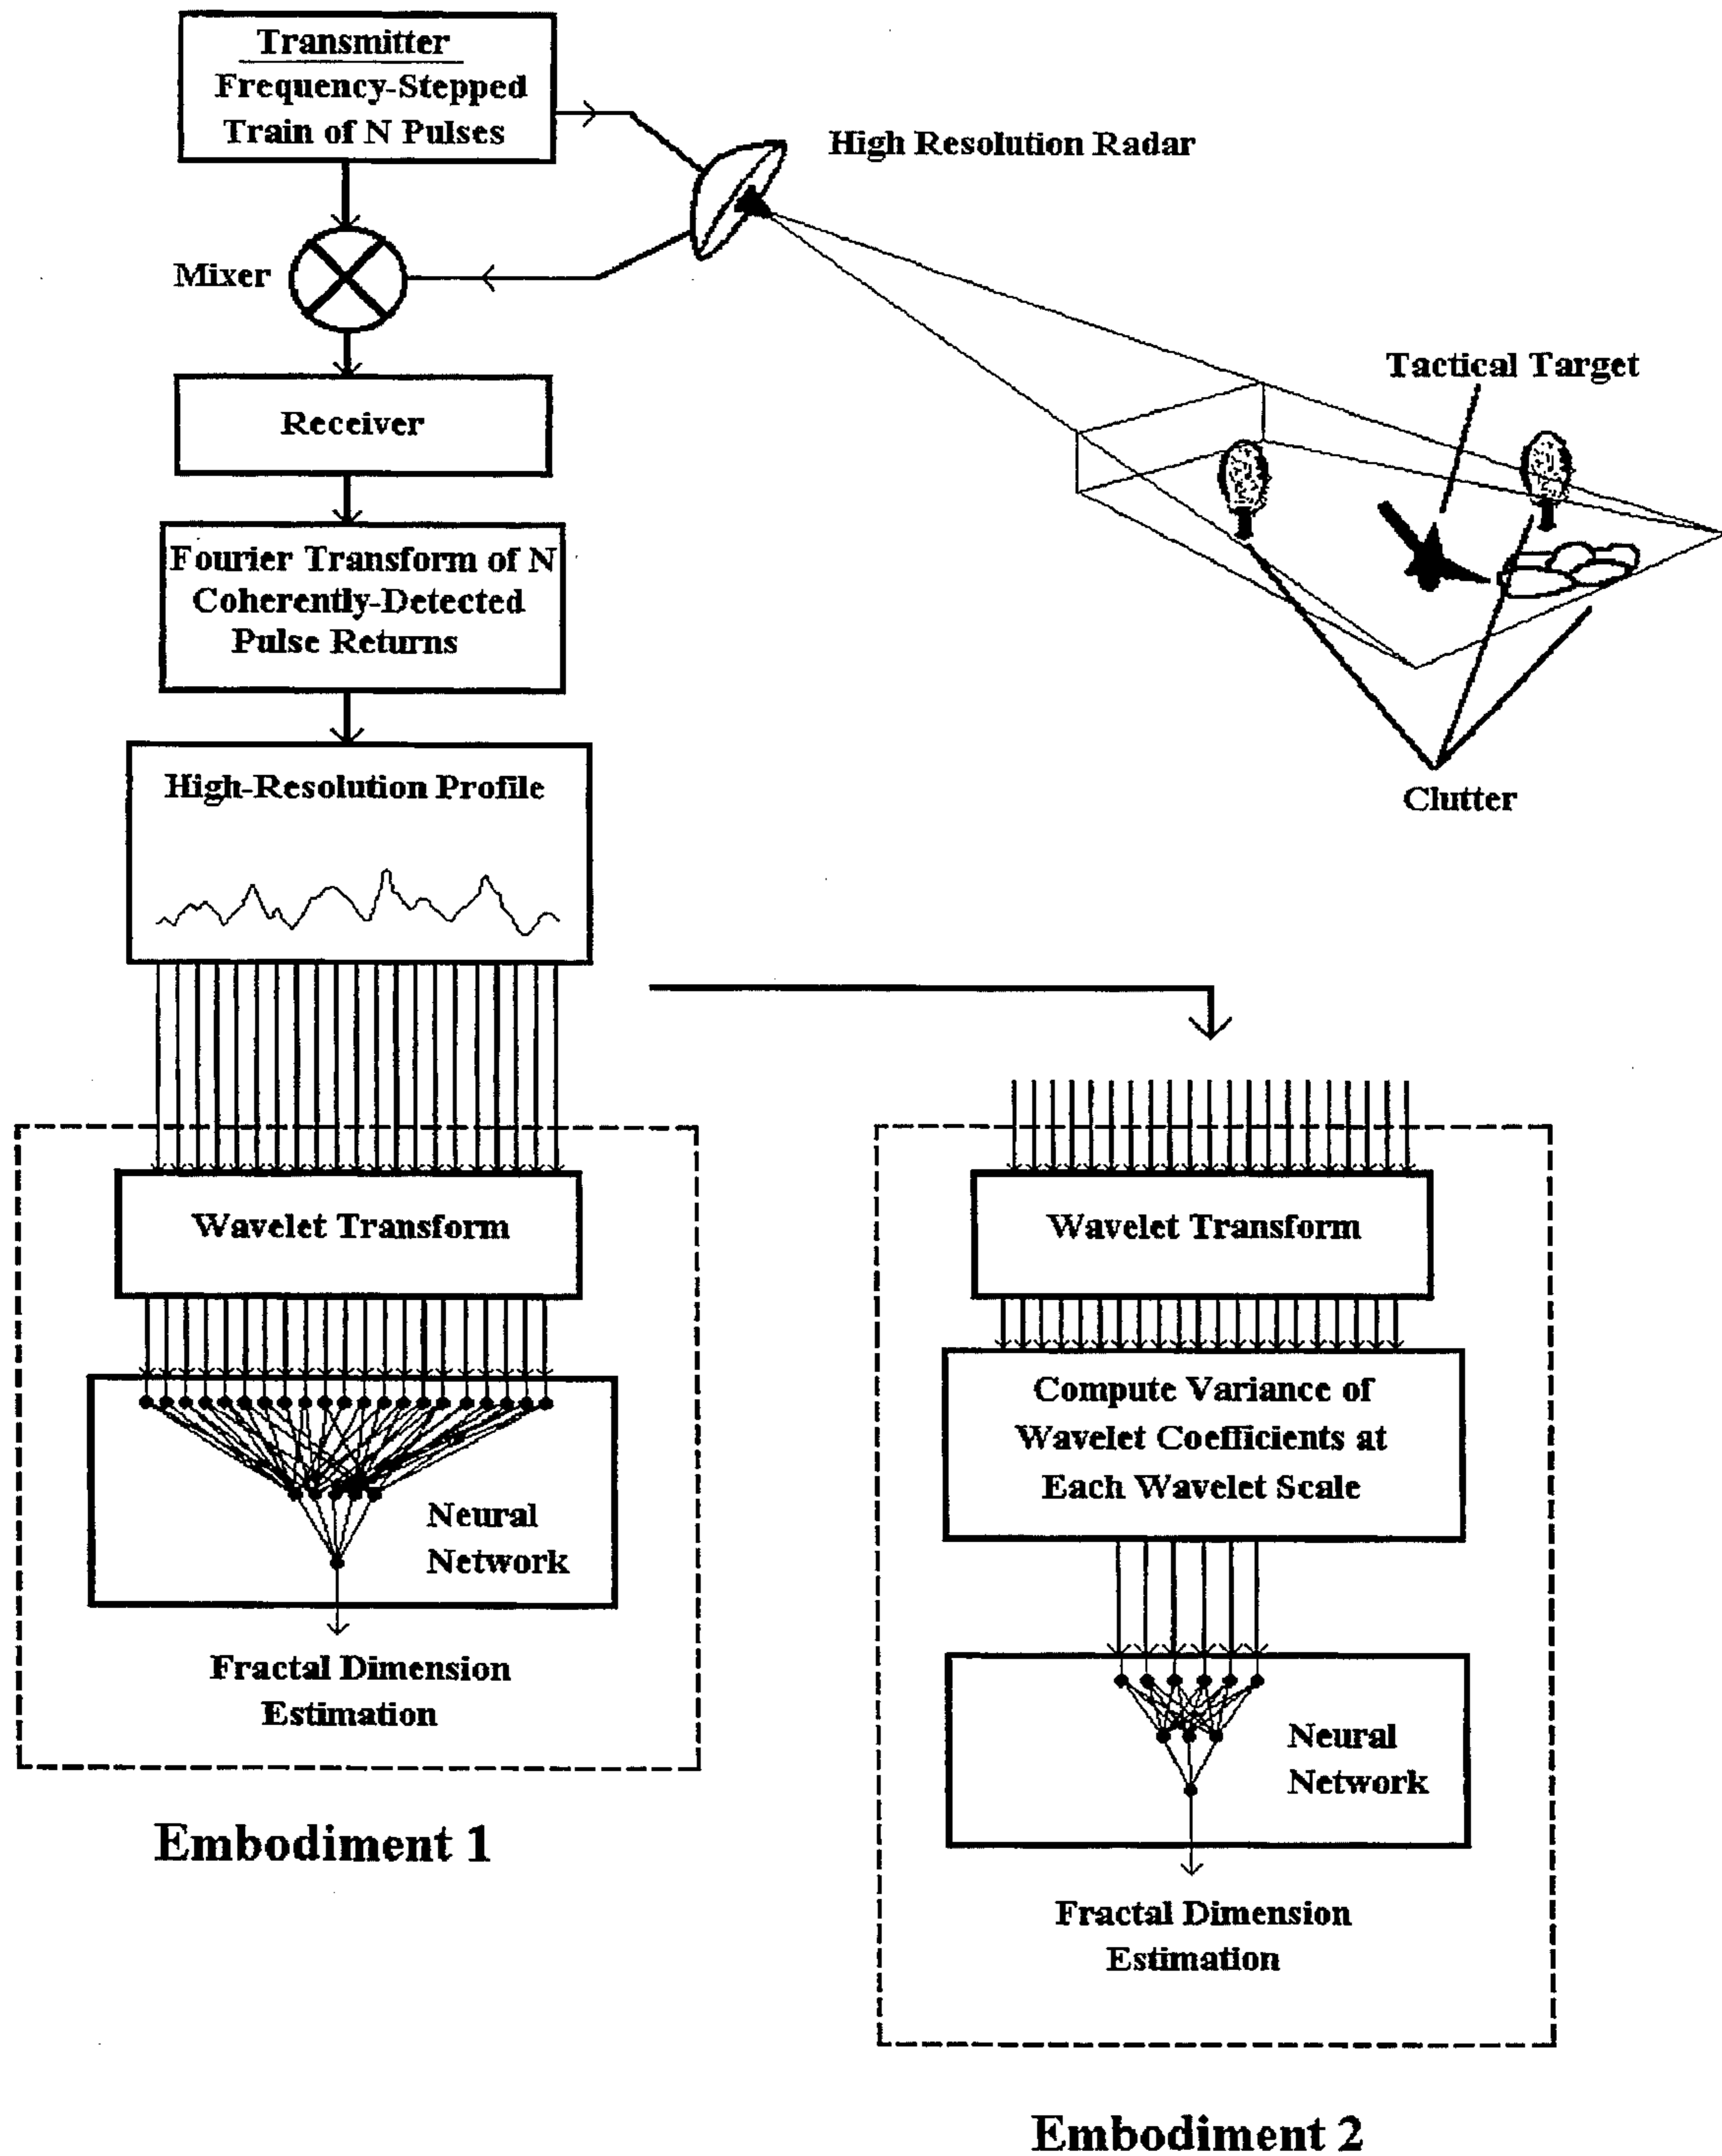 Transmitter
Frequency-Stepped
Train of N Pulses
High Resolution Radar
Mixer
Tactical Target
Receiver
Fourier Transform of N
Coherently-Detected
Pulse Returns
High-Resolution Profile
Clutter
Wavelet Transform
Neural
Network
Fractal Dimension
Estimation
Embodiment 1
Wavelet Transform
Compute Variance of
Wavelet Coefficients at
Each Wavelet Scale
Neural
Network
Fractal Dimension
Estimation
Embodiment 2